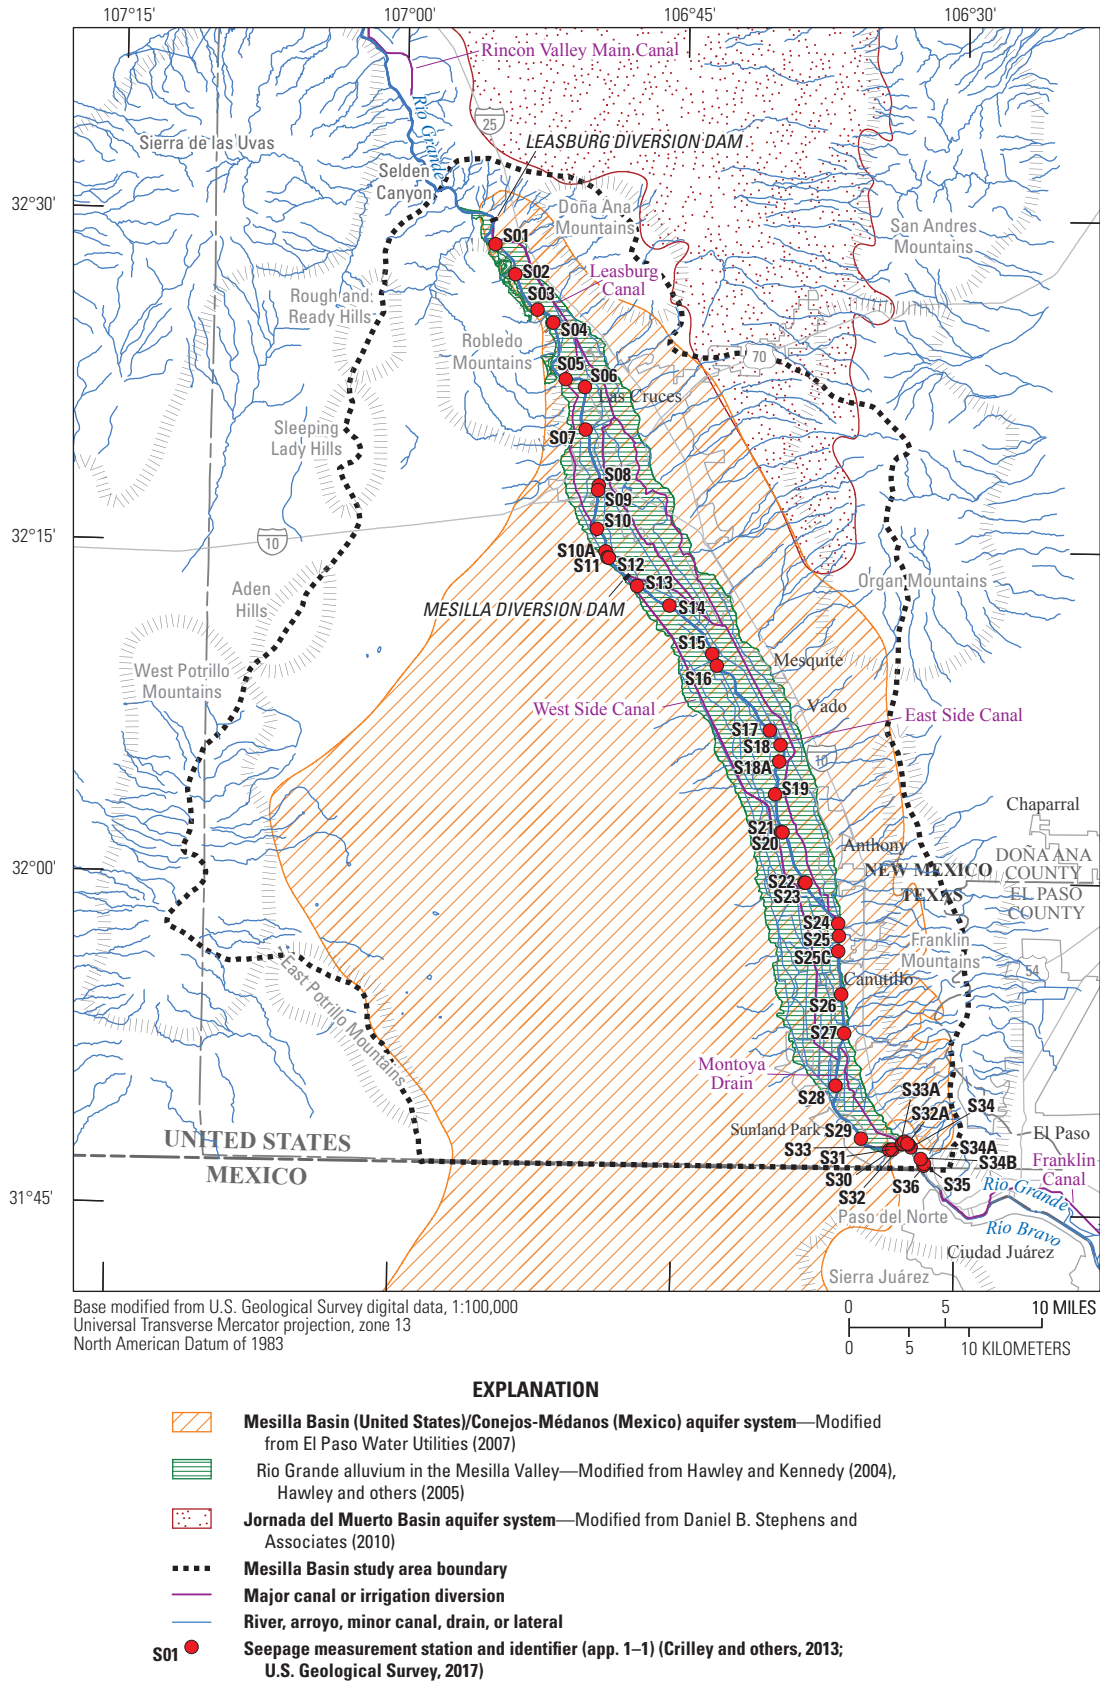 107°15'
107°00'
106°45'
106°30'
Rincon Valley Main Canal
Rio Grande
25
LEASBURG DIVERSION DAM
Sierra de las Uvas
Selden
Canyon
32°30'
Doña Ana
Mountains
San Andres
Mountains
S01
S02
Leasburg
Canal
Rough and
Ready Hills
S03
S04
Robledo
Mountains
70
S05
S06
Las Cruces
Sleeping
Lady Hills
S07
S08
S09
32°15'
10
S10
S10A
S11
S12
S13
Aden
Hills
MESILLA DIVERSION DAM
S14
Organ Mountains
S15
S16
Mesquite
West Potrillo
Mountains
West Side Canal
Vado
East Side Canal
S17
S18
S18A
10
S19
Chaparral
S21
S20
Anthony
DOÑA ANA
COUNTY
EL PASO
COUNTY
NEW MEXICO
TEXAS
32°00'
S22
S23
S24
S25
S25C
Franklin
Mountains
54
East Potrillo Mountains
Canutillo
S26
S27
Montoya
Drain
S28
S33A
S32A
S34
Sunland Park
S29
S33
S31
S30
S32
S34A
S34B
S36
S35
El Paso
Franklin
Canal
UNITED STATES
MEXICO
31°45'
Rio Grande
Río Bravo
Paso del Norte
Ciudad Juárez
Sierra Juárez
Base modified from U.S. Geological Survey digital data, 1:100,000
Universal Transverse Mercator projection, zone 13
North American Datum of 1983
0 5 10 MILES
0 5 10 KILOMETERS
EXPLANATION
Mesilla Basin (United States)/Conejos-Médanos (Mexico) aquifer system—Modified
from El Paso Water Utilities (2007)
Rio Grande alluvium in the Mesilla Valley—Modified from Hawley and Kennedy (2004),
Hawley and others (2005)
Jornada del Muerto Basin aquifer system—Modified from Daniel B. Stephens and
Associates (2010)
Mesilla Basin study area boundary
Major canal or irrigation diversion
River, arroyo, minor canal, drain, or lateral
S01 Seepage measurement station and identifier (app. 1–1) (Crilley and others, 2013;
U.S. Geological Survey, 2017)